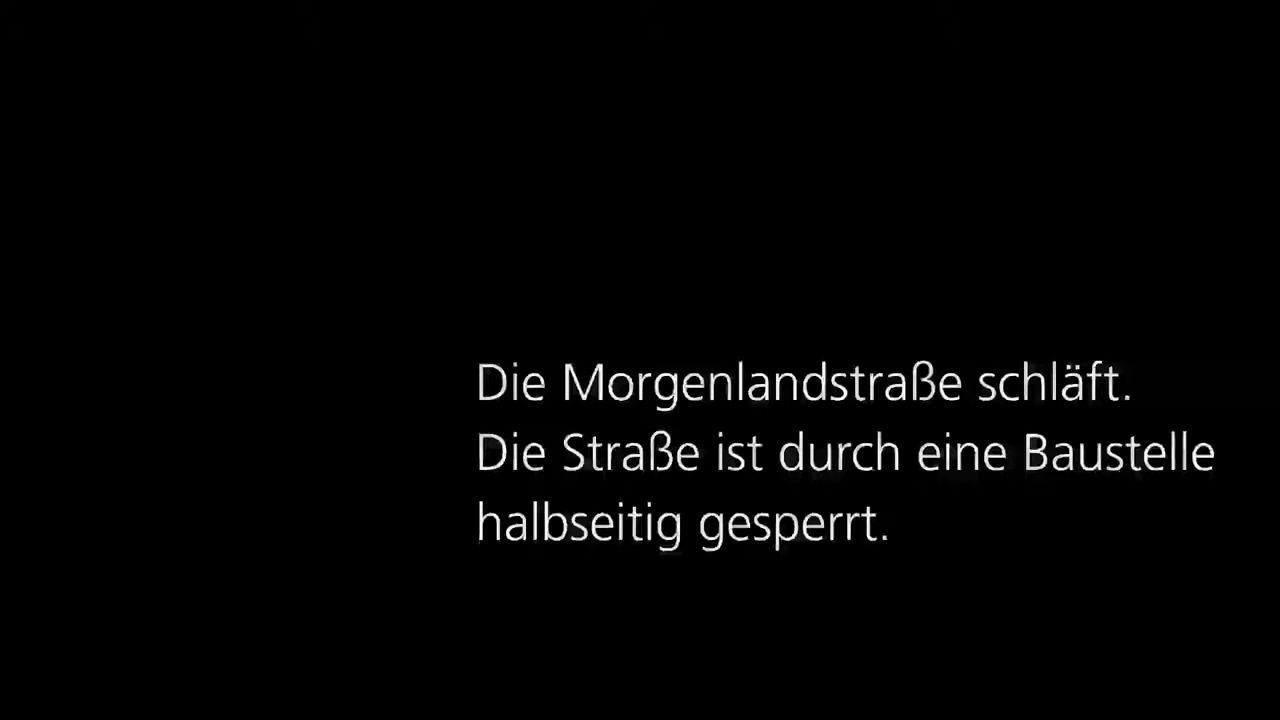 Die Morgenlandstraße schläft.
Die Straße ist durch eine Baustelle
halbseitig gesperrt.